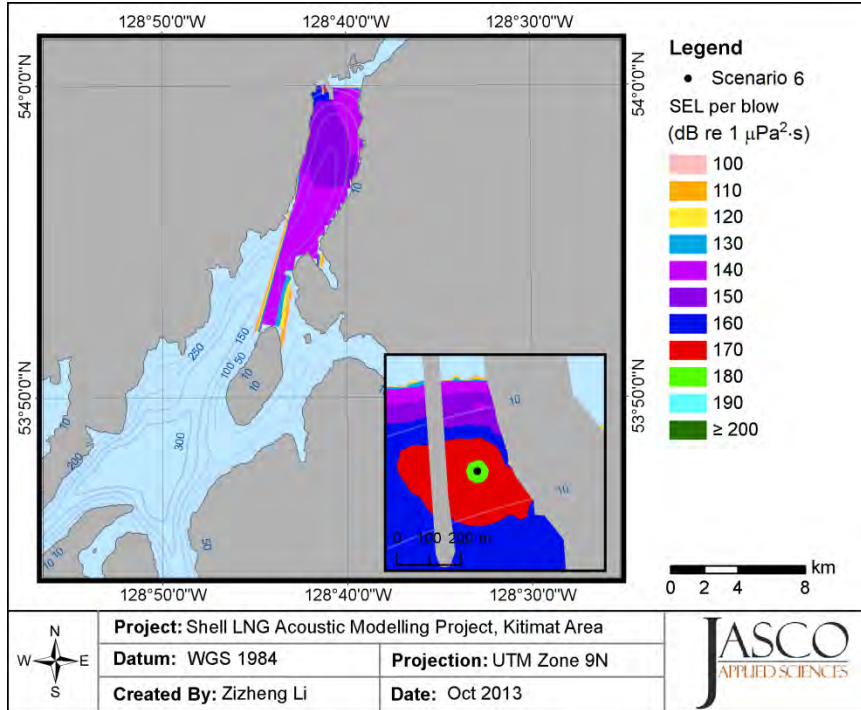 128°50'0"W 128°40'0"W 128°30'0"W
54°0'0"N
54°0'0"N
53°50'0"N
53°50'0"N
10
250
150
100
50
10
10
300
200
10
10
10
50
10
10
0 100 200 m
128°50'0"W 128°40'0"W 128°30'0"W
Legend
Scenario 6
SEL per blow
(dB re 1 µPa²·s)
100
110
120
130
140
150
160
170
180
190
≥ 200
km
0 2 4 8
N
W E
S
Project: Shell LNG Acoustic Modelling Project, Kitimat Area
Datum: WGS 1984
Projection: UTM Zone 9N
Created By: Zizheng Li
Date: Oct 2013
JASCO
APPLIED SCIENCES